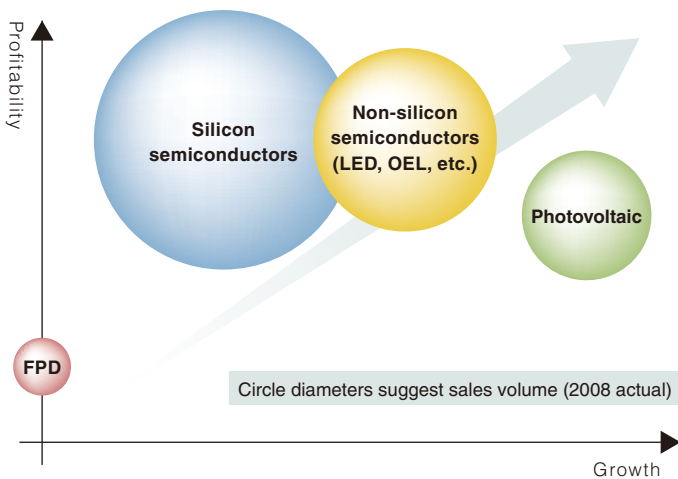 Profitability
Silicon
semiconductors
Non-silicon
semiconductors
(LED, OEL, etc.)
Photovoltaic
FPD
Circle diameters suggest sales volume (2008 actual)
Growth